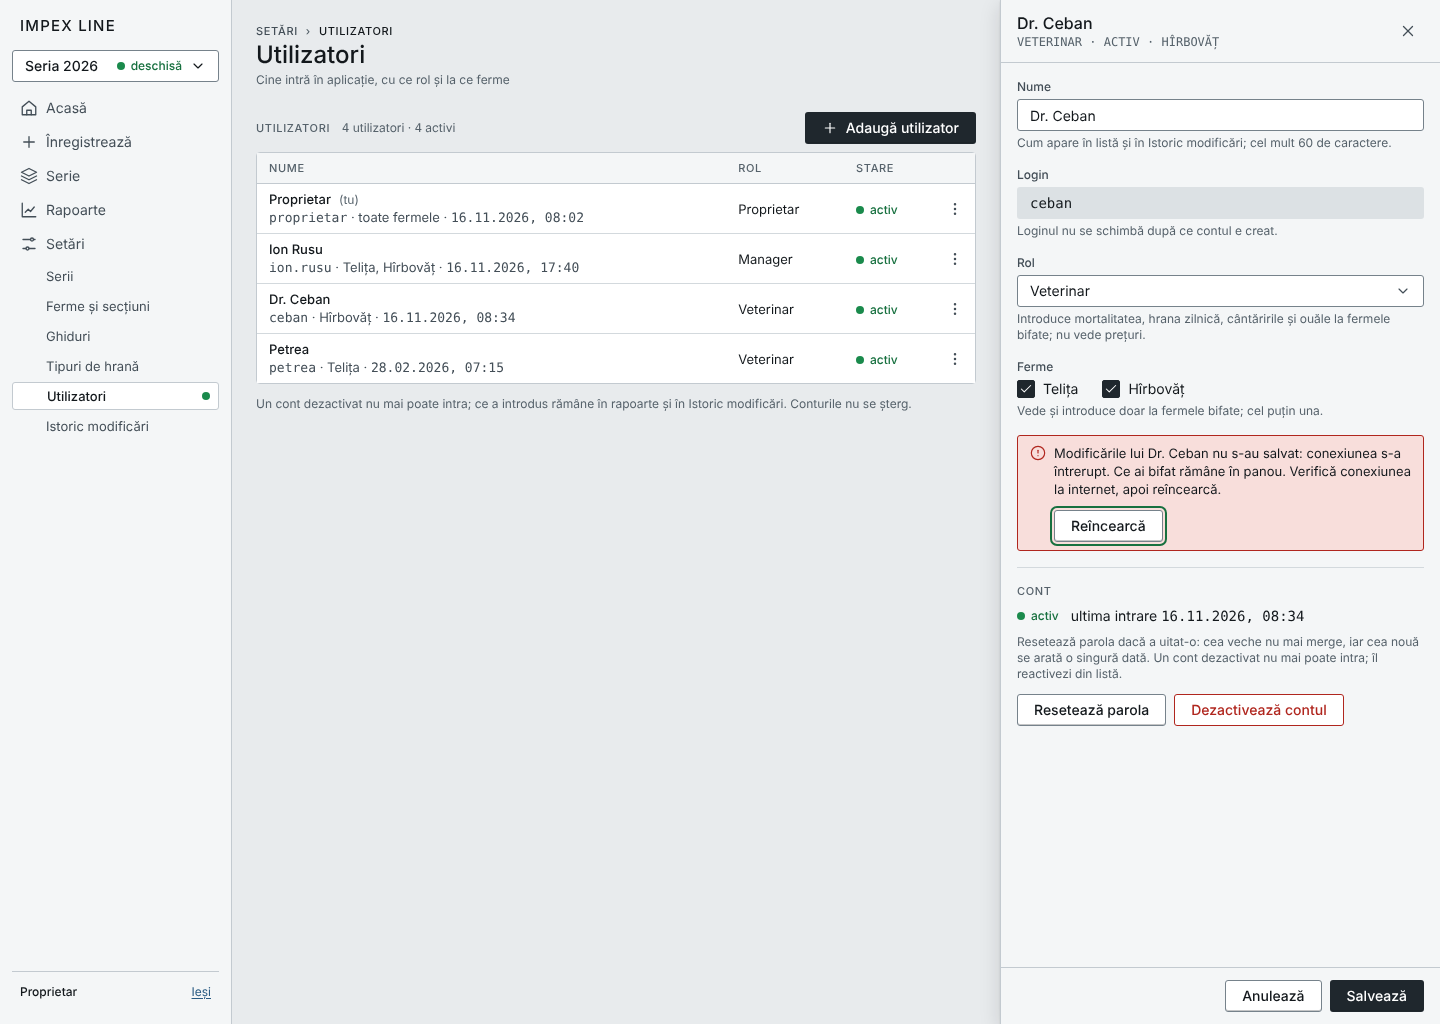 IMPEX LINE
Seria 2026 deschisă
Acasă
Înregistrează
Serie
Rapoarte
Setări
Serii
Ferme și secțiuni
Ghiduri
Tipuri de hrană
Utilizatori
Istoric modificări
Proprietar Ieși
SETĂRI › UTILIZATORI
Utilizatori
Cine intră în aplicație, cu ce rol și la ce ferme
UTILIZATORI 4 utilizatori · 4 activi
Adaugă utilizator
NUME ROL STARE
Proprietar (tu)
proprietar · toate fermele · 16.11.2026, 08:02
Proprietar activ
Ion Rusu
ion.rusu · Telița, Hîrbovăț · 16.11.2026, 17:40
Manager activ
Dr. Ceban
ceban · Hîrbovăț · 16.11.2026, 08:34
Veterinar activ
Petrea
petrea · Telița · 28.02.2026, 07:15
Veterinar activ
Un cont dezactivat nu mai poate intra; ce a introdus rămâne în rapoarte și în Istoric modificări. Conturile nu se șterg.
Dr. Ceban
VETERINAR · ACTIV · HÎRBOVĂȚ
Nume
Dr. Ceban
Cum apare în listă și în Istoric modificări; cel mult 60 de caractere.
Login
ceban
Loginul nu se schimbă după ce contul e creat.
Rol
Veterinar
Introduce mortalitatea, hrana zilnică, cântăririle și ouăle la fermele
bifate; nu vede prețuri.
Ferme
Telița Hîrbovăț
Vede și introduce doar la fermele bifate; cel puțin una.
Modificările lui Dr. Ceban nu s-au salvat: conexiunea s-a
întrerupt. Ce ai bifat rămâne în panou. Verifică conexiunea
la internet, apoi reîncearcă.
Reîncearcă
CONT
activ ultima intrare 16.11.2026, 08:34
Resetează parola dacă a uitat-o: cea veche nu mai merge, iar cea nouă
se arată o singură dată. Un cont dezactivat nu mai poate intra; îl
reactivezi din listă.
Resetează parola Dezactivează contul
Anulează Salvează